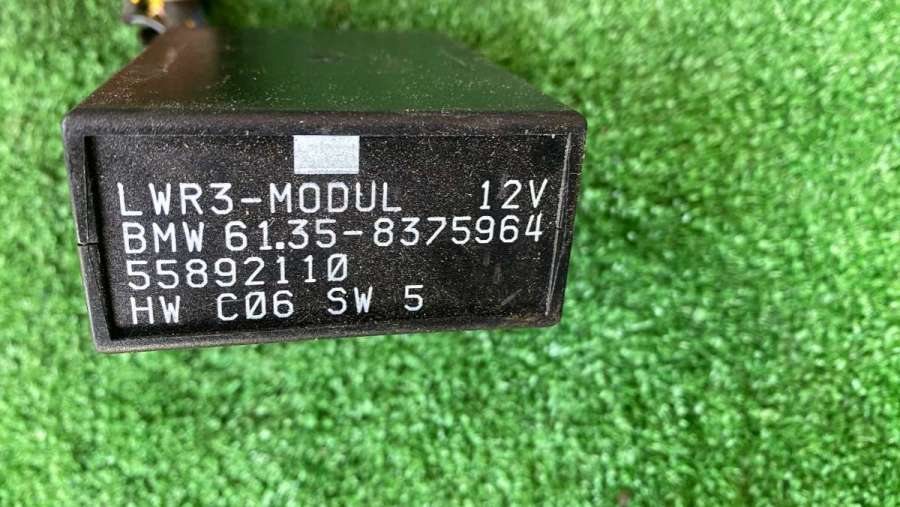 LWR3-MODUL 12V
BMW 61.35-8375964
55892110
HW C06 SW 5